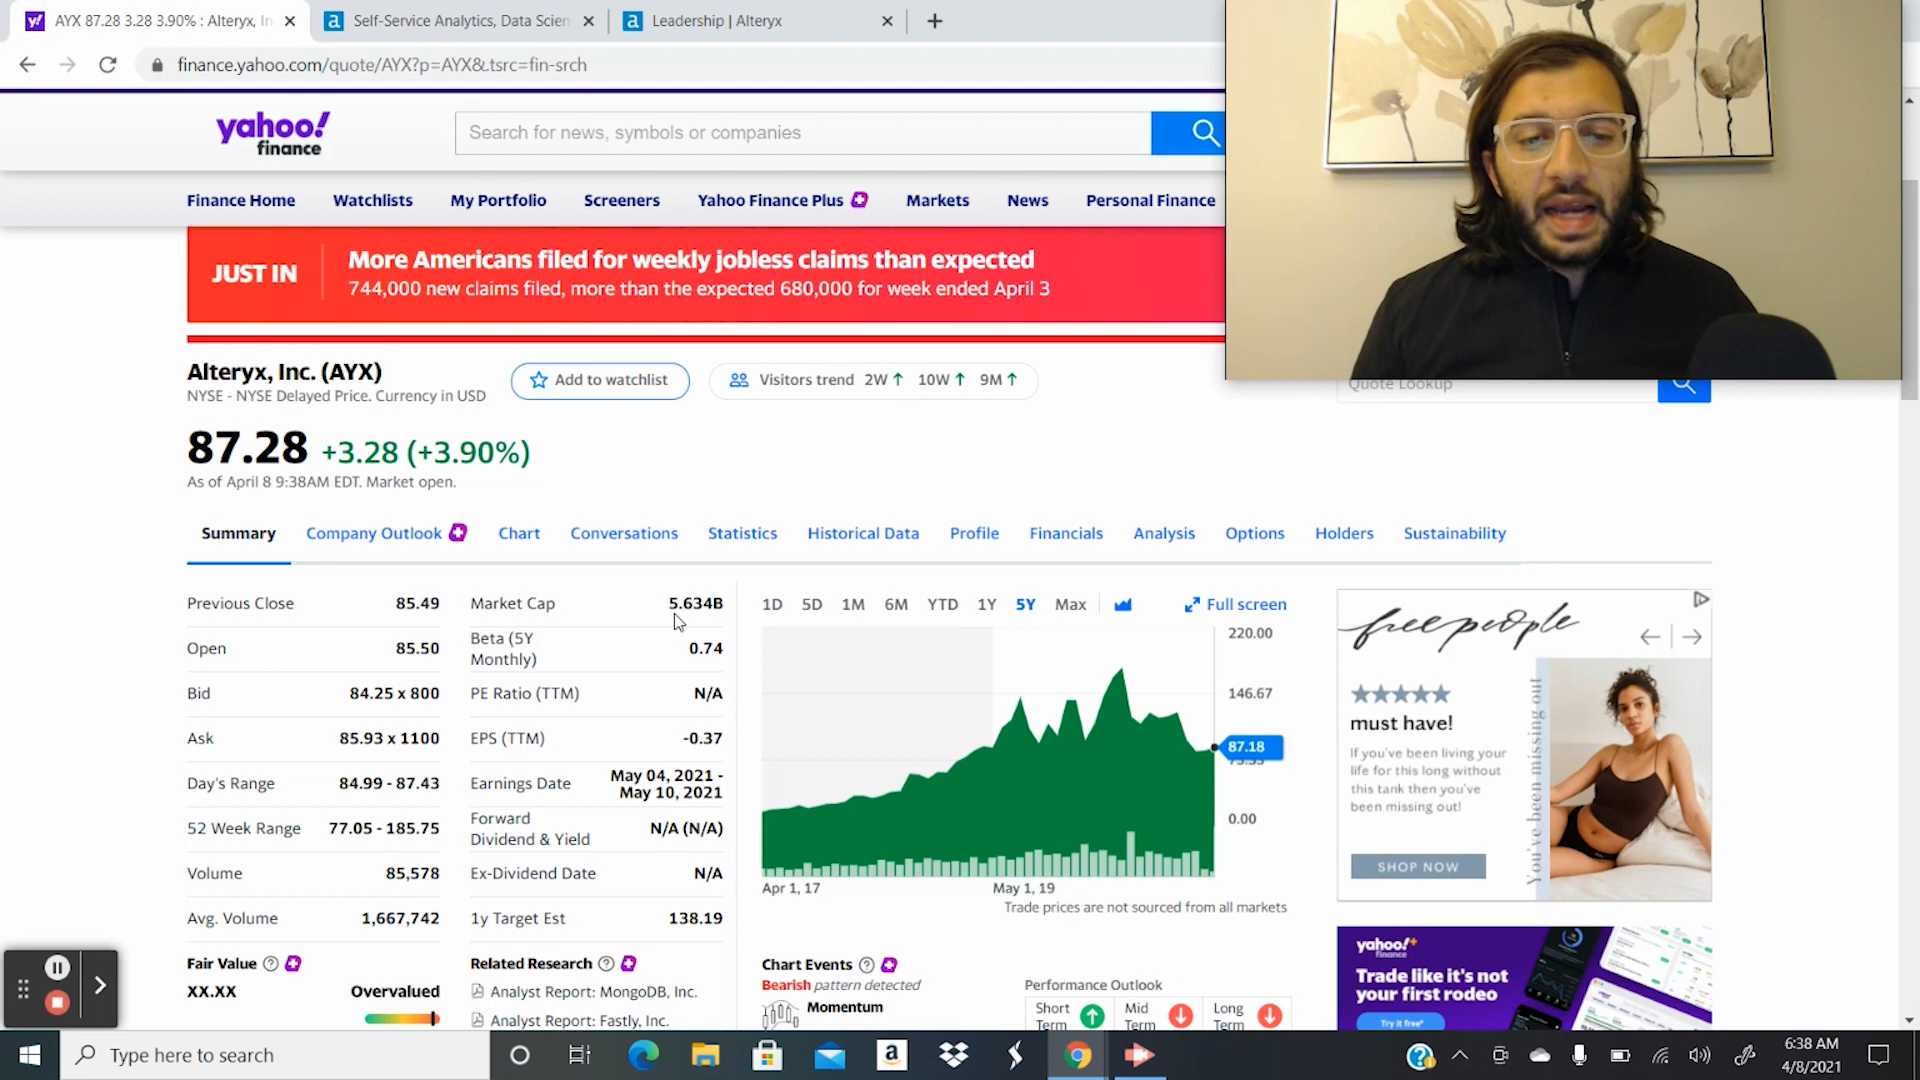 AYX 87.28 3.28 3.90% : Alteryx, In
Self-Service Analytics, Data Scien
Leadership | Alteryx
finance.yahoo.com/quote/AYX?p=AYX&.tsrc=fin-srch
yahoo!
finance
Search for news, symbols or companies
Finance Home
Watchlists
My Portfolio
Screeners
Yahoo Finance Plus
Markets
News
Personal Finance
JUST IN
More Americans filed for weekly jobless claims than expected
744,000 new claims filed, more than the expected 680,000 for week ended April 3
Alteryx, Inc. (AYX)
NYSE - NYSE Delayed Price. Currency in USD
Add to watchlist
Visitors trend 2W↑ 10W↑ 9M↑
Quote Lookup
87.28 +3.28 (+3.90%)
As of April 8 9:38AM EDT. Market open.
Summary
Company Outlook
Chart
Conversations
Statistics
Historical Data
Profile
Financials
Analysis
Options
Holders
Sustainability
Previous Close 85.49
Open 85.50
Bid 84.25 x 800
Ask 85.93 x 1100
Day's Range 84.99 - 87.43
52 Week Range 77.05 - 185.75
Volume 85,578
Avg. Volume 1,667,742
Market Cap 5.634B
Beta (5Y
Monthly) 0.74
PE Ratio (TTM) N/A
EPS (TTM) -0.37
Earnings Date May 04, 2021 -
May 10, 2021
Forward
Dividend & Yield N/A (N/A)
Ex-Dividend Date N/A
1y Target Est 138.19
1D 5D 1M 6M YTD 1Y 5Y Max
Full screen
220.00
146.67
87.18
0.00
Apr 1, 17
May 1, 19
Trade prices are not sourced from all markets
Fair Value
XX.XX Overvalued
Related Research
Analyst Report: MongoDB, Inc.
Analyst Report: Fastly, Inc.
Chart Events
Bearish pattern detected
Momentum
Performance Outlook
Short
Term
Mid
Term
Long
Term
free people
must have!
If you've been living your
life for this long without
this tank then you've
been missing out!
SHOP NOW
You've been missing out
yahoo!+
finance
Trade like it's not
your first rodeo
Try it free*
Type here to search
6:38 AM
4/8/2021